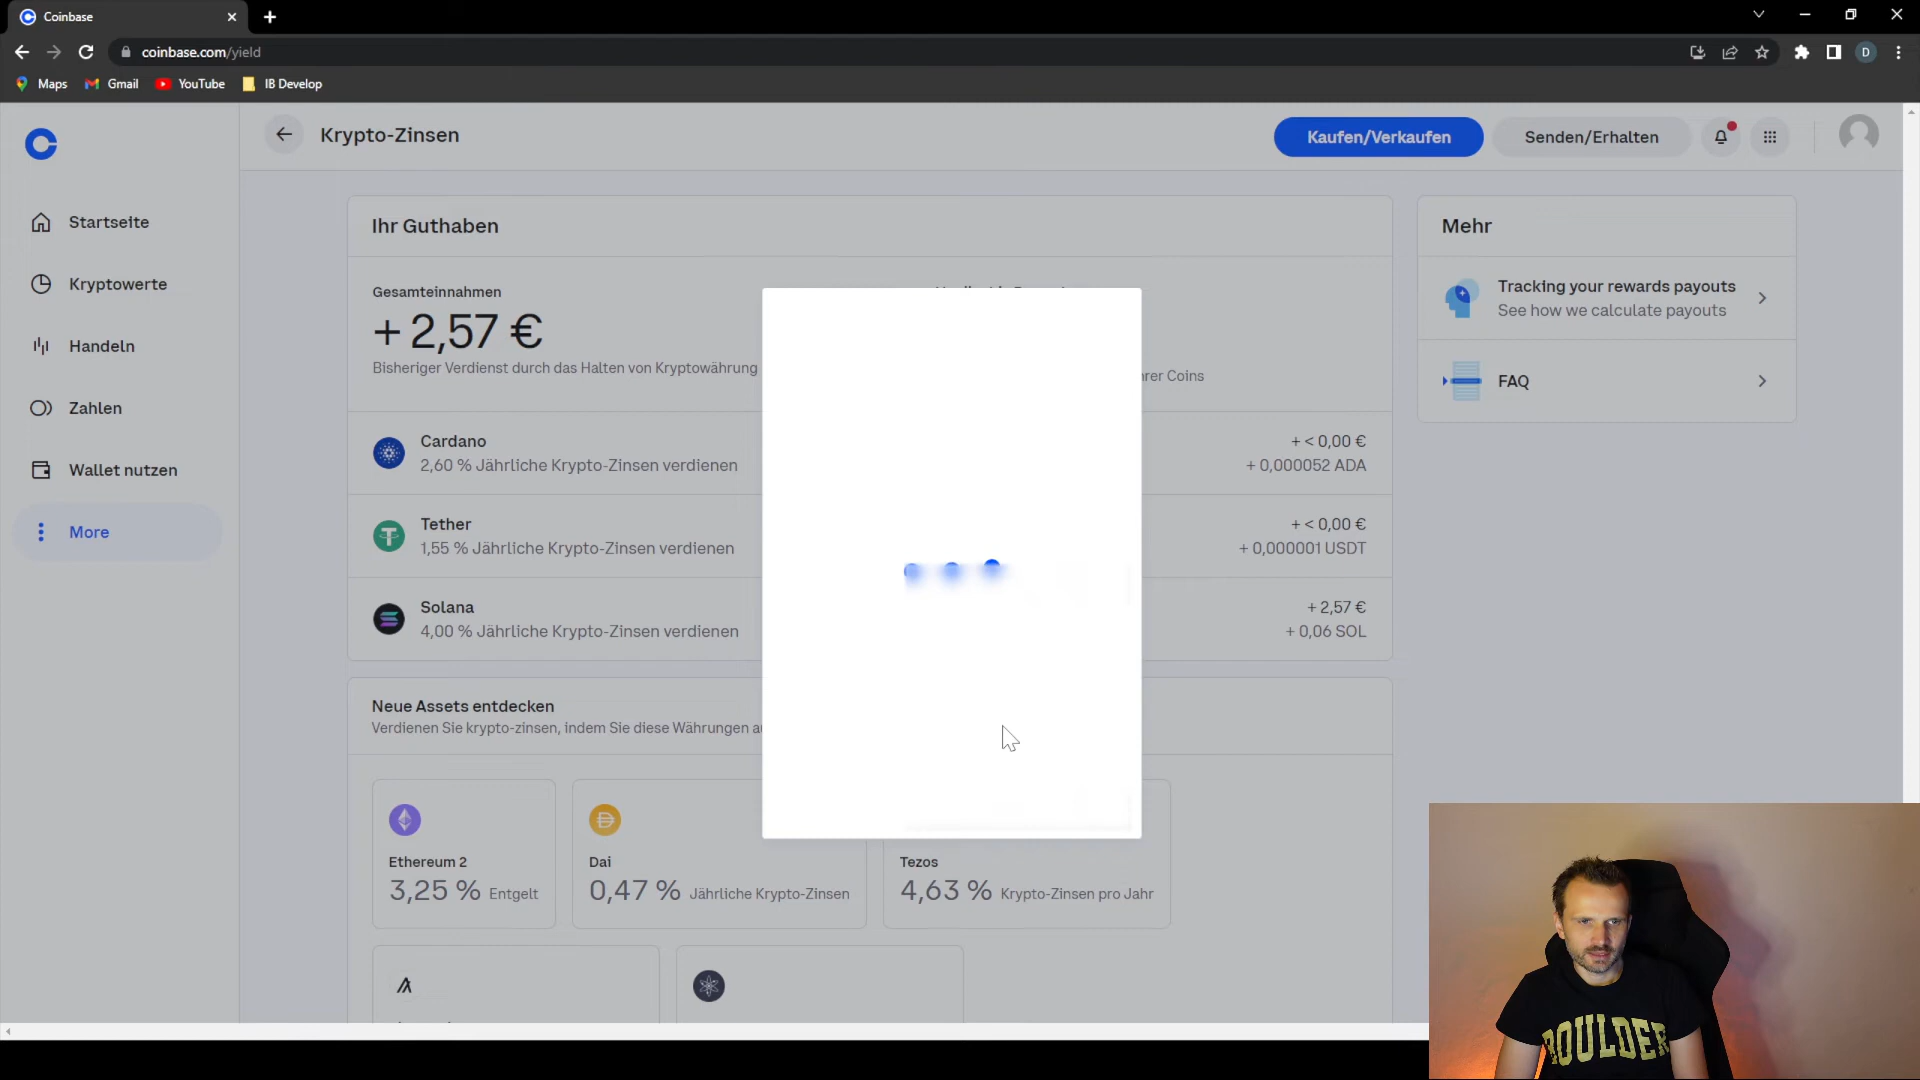 Coinbase
coinbase.com/yield
D
Maps
Gmail
YouTube
IB Develop
Krypto-Zinsen
Kaufen/Verkaufen
Senden/Erhalten
Startseite
Kryptowerte
Handeln
Zahlen
Wallet nutzen
More
Ihr Guthaben
Gesamteinnahmen
+ 2,57 €
Bisheriger Verdienst durch das Halten von Kryptowährung
Coins
Cardano
2,60 % Jährliche Krypto-Zinsen verdienen
+ < 0,00 €
+ 0,000052 ADA
Tether
1,55 % Jährliche Krypto-Zinsen verdienen
+ < 0,00 €
+ 0,000001 USDT
Solana
4,00 % Jährliche Krypto-Zinsen verdienen
+ 2,57 €
+ 0,06 SOL
Neue Assets entdecken
Verdienen Sie krypto-zinsen, indem Sie diese Währungen
Ethereum 2
3,25 % Entgelt
Dai
0,47 % Jährliche Krypto-Zinsen
Tezos
4,63 % Krypto-Zinsen pro Jahr
Mehr
Tracking your rewards payouts
See how we calculate payouts
FAQ
BOULDER